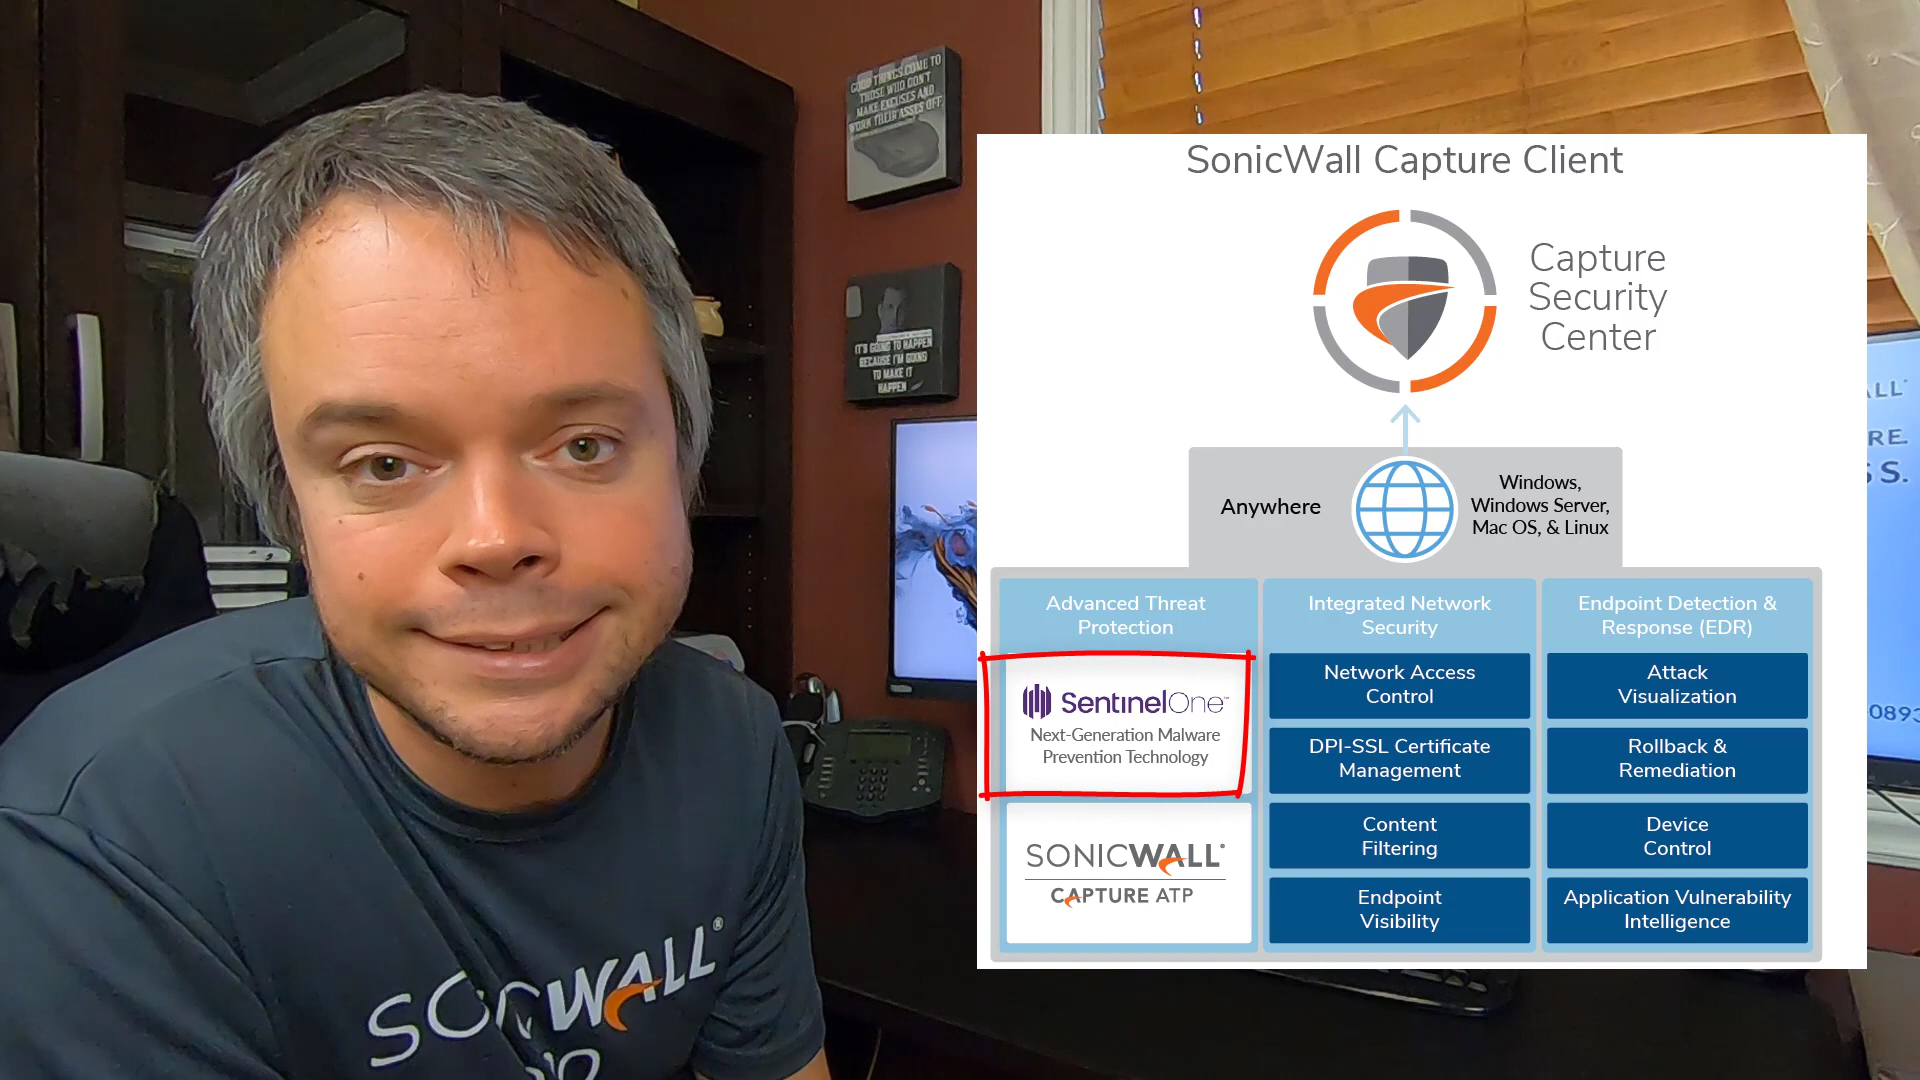 GOOD THINGS COME TO
THOSE WHO DON'T
MAKE EXCUSES AND
WORK THEIR ASSES OFF.
IT'S GOING TO HAPPEN
BECAUSE I'M GOING
TO MAKE IT
HAPPEN
SonicWall Capture Client
Capture
Security
Center
Anywhere
Windows,
Windows Server,
Mac OS, & Linux
Advanced Threat
Protection
SentinelOne™
Next-Generation Malware
Prevention Technology
SONICWALL®
CAPTURE ATP
Integrated Network
Security
Network Access
Control
DPI-SSL Certificate
Management
Content
Filtering
Endpoint
Visibility
Endpoint Detection &
Response (EDR)
Attack
Visualization
Rollback &
Remediation
Device
Control
Application Vulnerability
Intelligence
SONICWALL®